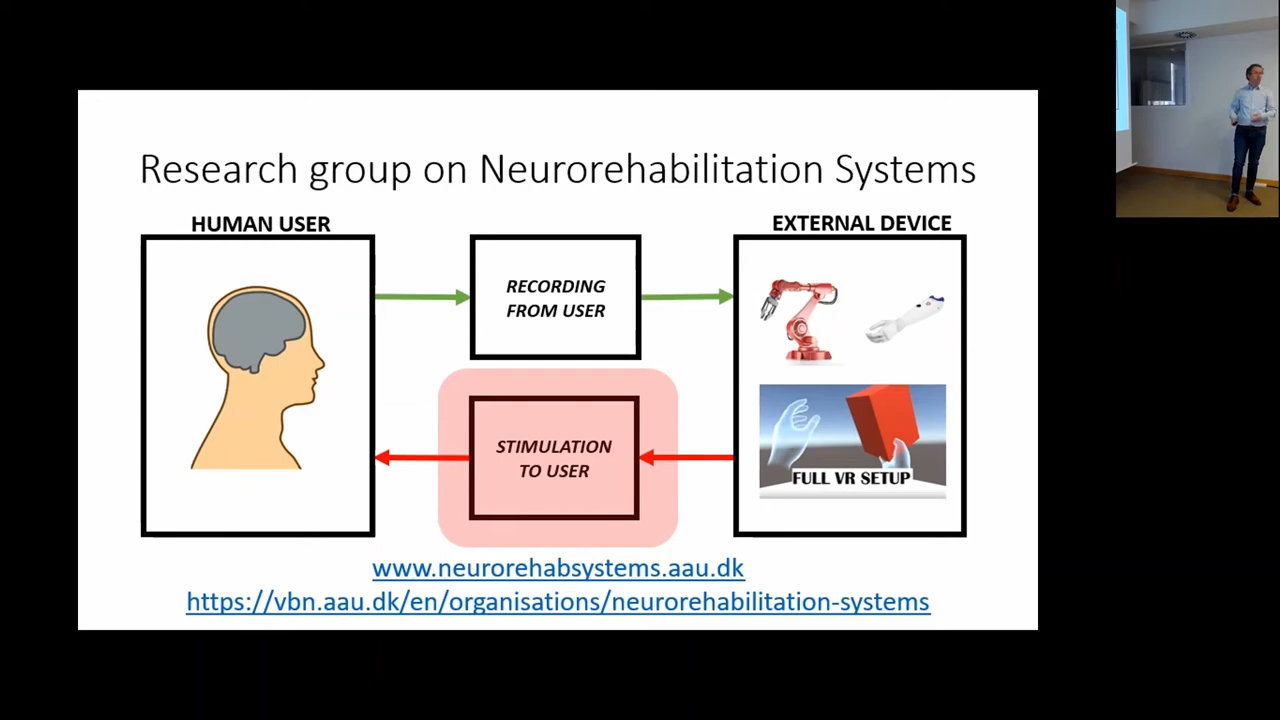 Research group on Neurorehabilitation Systems
HUMAN USER
EXTERNAL DEVICE
RECORDING
FROM USER
STIMULATION
TO USER
FULL VR SETUP
www.neurorehabsystems.aau.dk
https://vbn.aau.dk/en/organisations/neurorehabilitation-systems